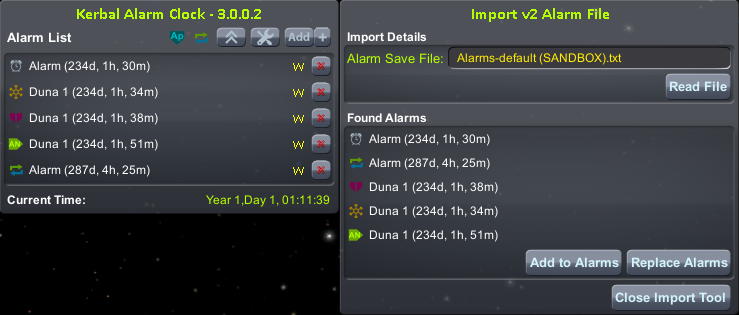 Kerbal Alarm Clock - 3.0.0.2
Alarm List Ap Add +
Alarm (234d, 1h, 30m) W X
Duna 1 (234d, 1h, 34m) W X
Duna 1 (234d, 1h, 38m) W X
AN Duna 1 (234d, 1h, 51m) W X
Alarm (287d, 4h, 25m) W X
Current Time: Year 1,Day 1, 01:11:39
Import v2 Alarm File
Import Details
Alarm Save File: Alarms-default (SANDBOX).txt
Read File
Found Alarms
Alarm (234d, 1h, 30m)
Alarm (287d, 4h, 25m)
Duna 1 (234d, 1h, 38m)
Duna 1 (234d, 1h, 34m)
AN Duna 1 (234d, 1h, 51m)
Add to Alarms Replace Alarms
Close Import Tool